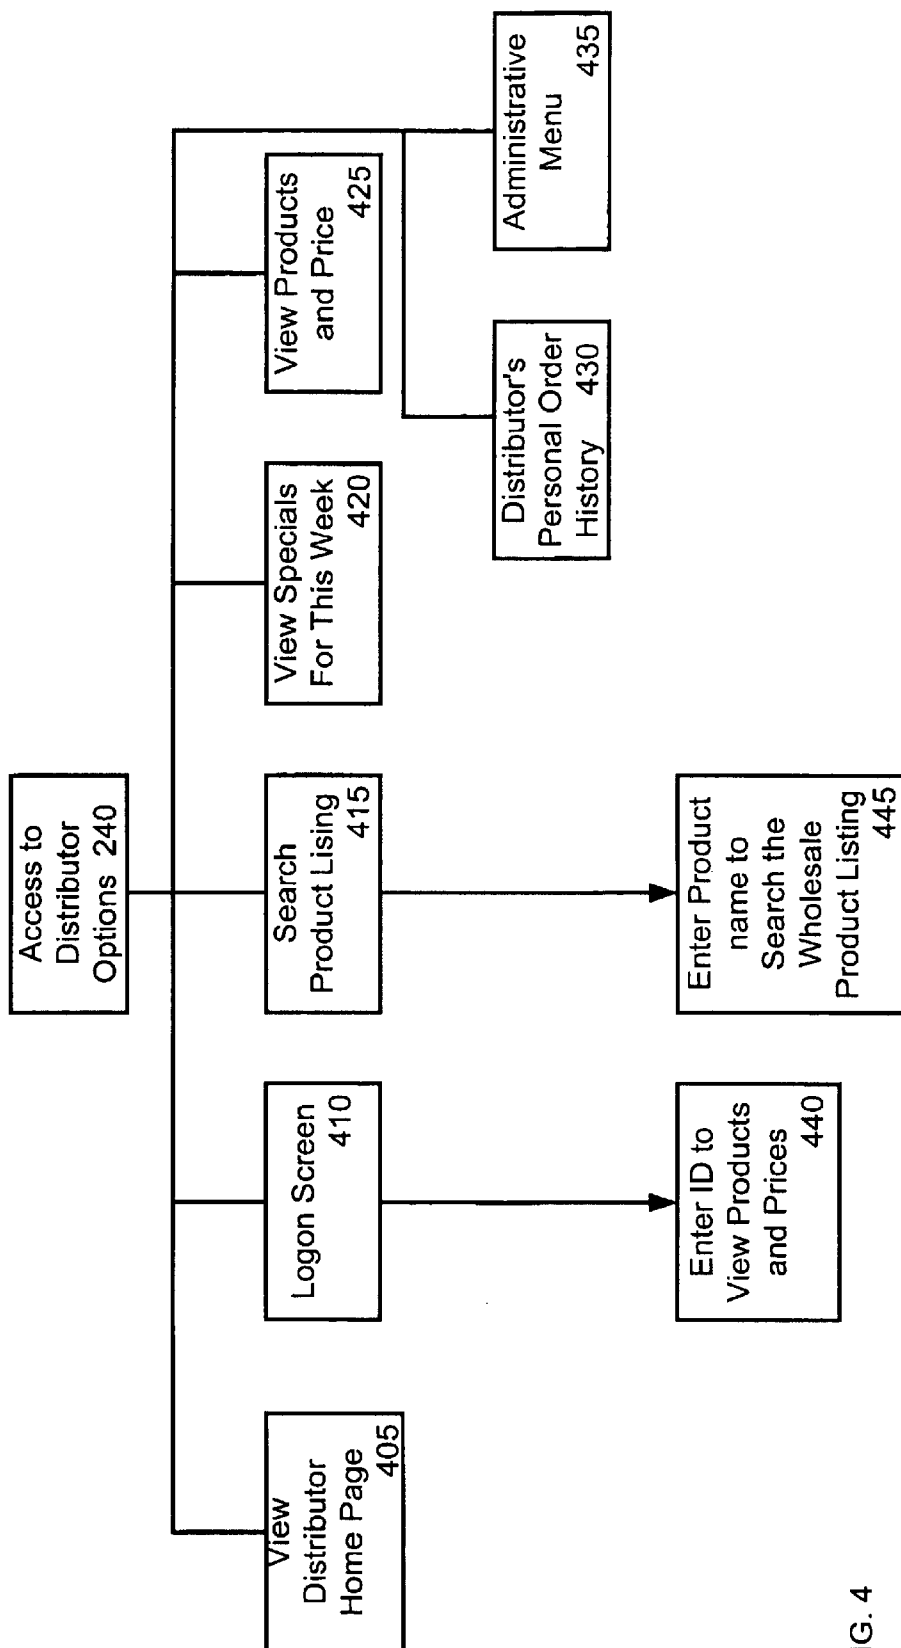 Access to
Distributor
Options 240
View
Distributor
Home Page
405
Logon Screen
410
Search
Product Lising
415
View Specials
For This Week
420
View Products
and Price
425
Distributor's
Personal Order
History 430
Administrative
Menu
435
Enter ID to
View Products
and Prices
440
Enter Product
name to
Search the
Wholesale
Product Listing
445
G. 4